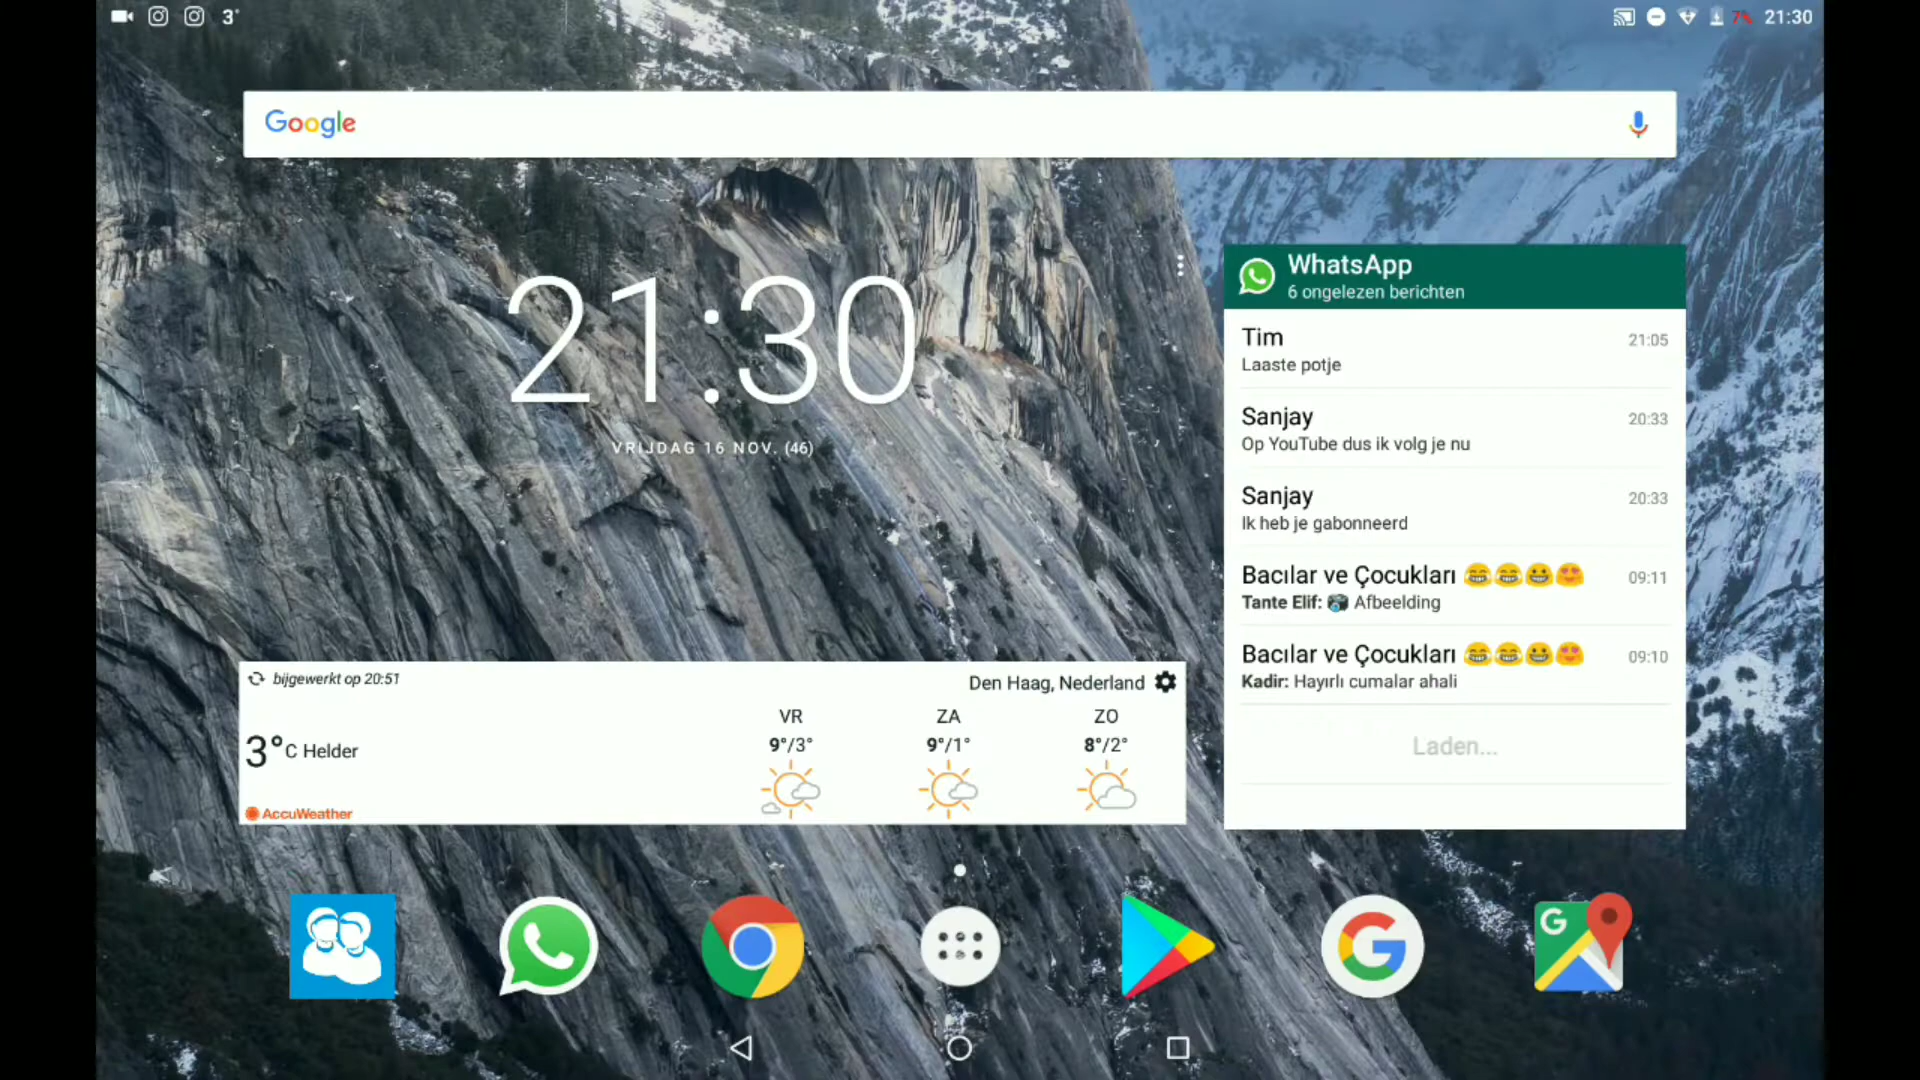 3°
7%
21:30
Google
21:30
VRIJDAG 16 NOV. (46)
WhatsApp
6 ongelezen berichten
Tim
21:05
Laaste potje
Sanjay
20:33
Op YouTube dus ik volg je nu
Sanjay
20:33
Ik heb je gabonneerd
Bacılar ve Çocukları 😂😂😀😍
09:11
Tante Elif: 📷 Afbeelding
Bacılar ve Çocukları 😂😂😀😍
09:10
Kadir: Hayırlı cumalar ahali
Laden...
bijgewerkt op 20:51
Den Haag, Nederland
3°C Helder
VR
ZA
ZO
9°/3°
9°/1°
8°/2°
AccuWeather
G
G